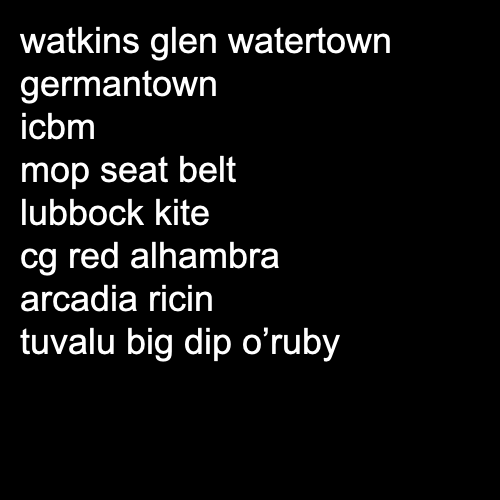 watkins glen watertown
germantown
icbm
mop seat belt
lubbock kite
cg red alhambra
arcadia ricin
tuvalu big dip o’ruby